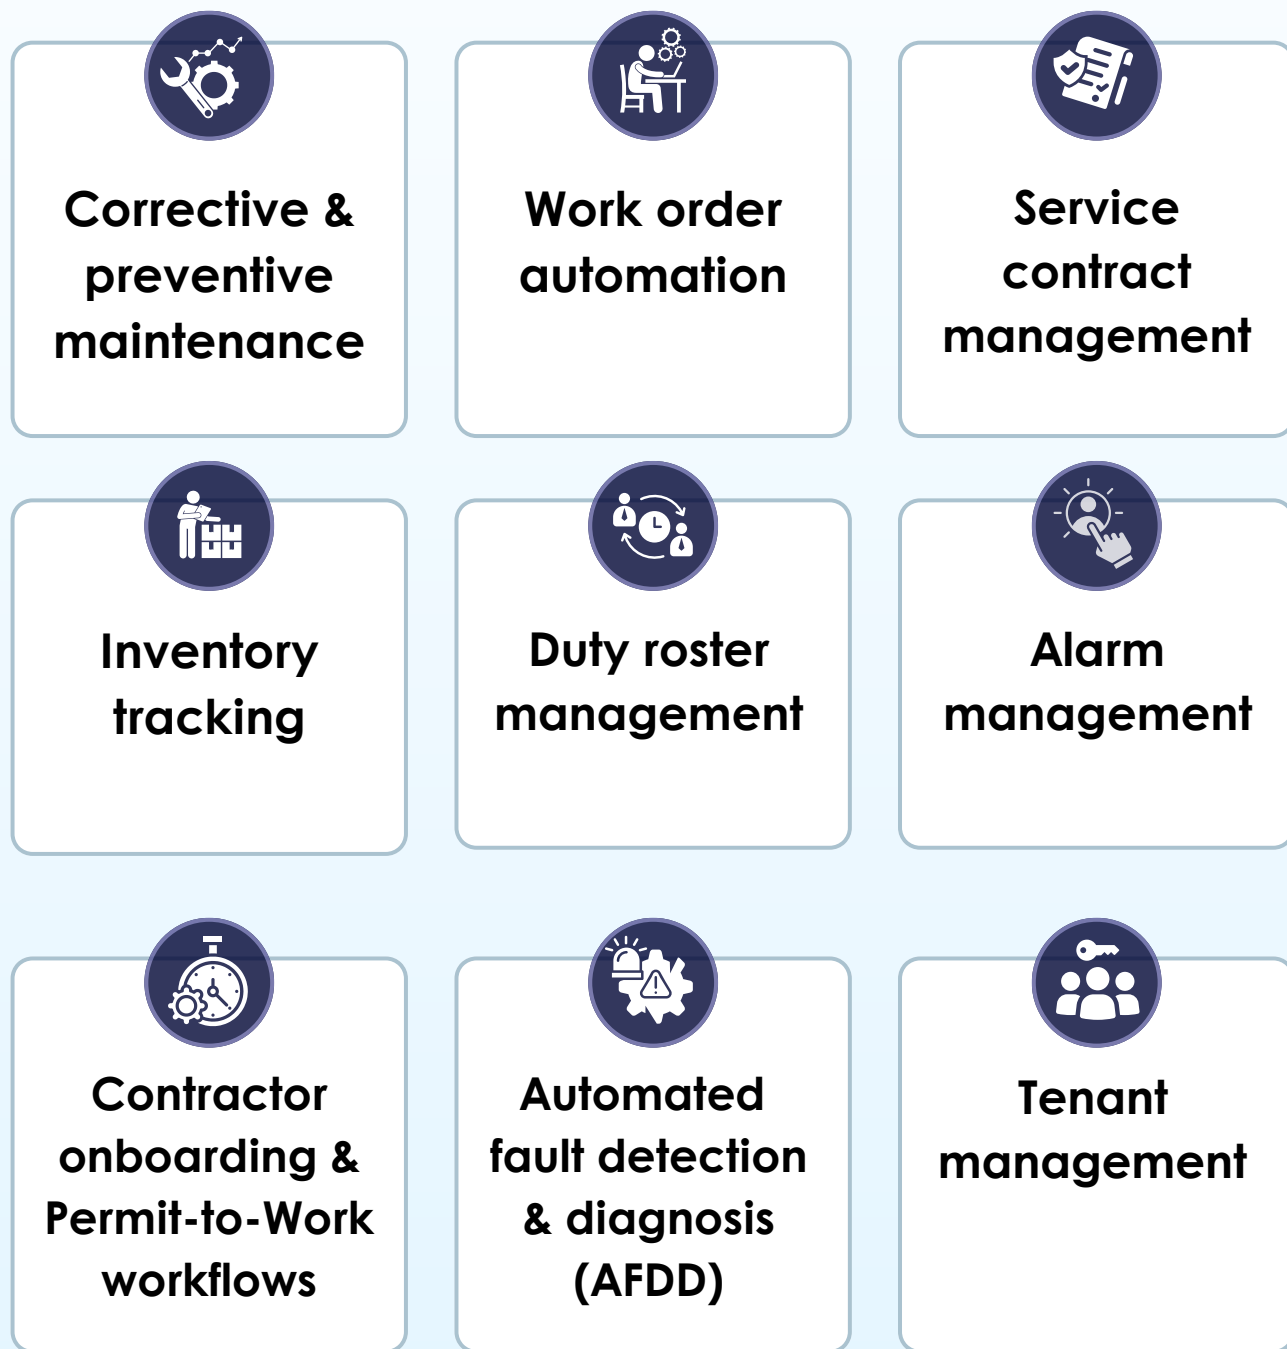 Corrective &
preventive
maintenance
Work order
automation
Service
contract
management
Inventory
tracking
Duty roster
management
Alarm
management
Contractor
onboarding &
Permit-to-Work
workflows
Automated
fault detection
& diagnosis
(AFDD)
Tenant
management